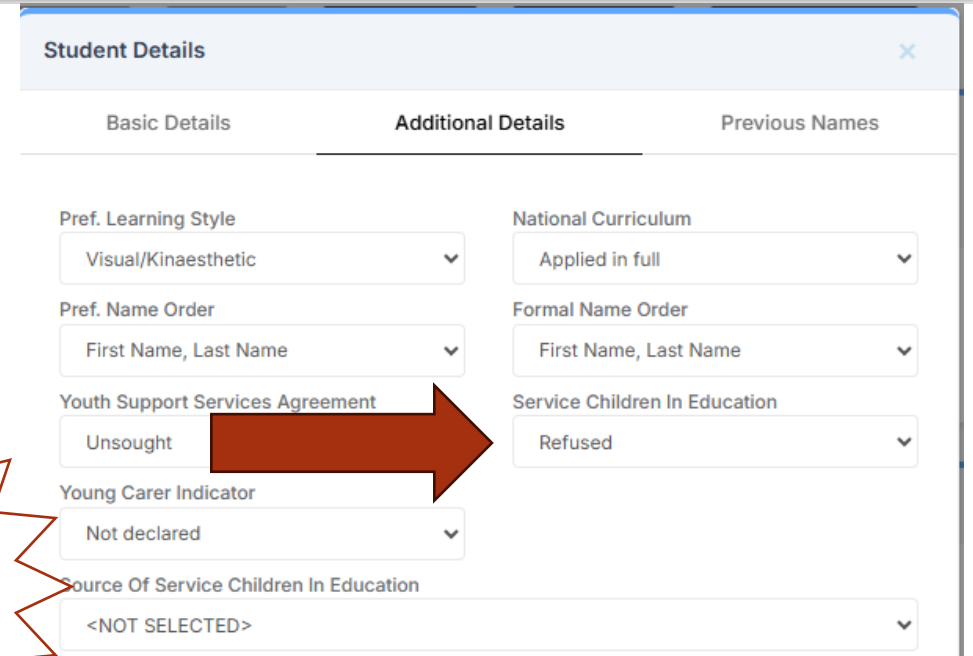 Student Details ×
Basic Details Additional Details Previous Names
Pref. Learning Style National Curriculum
Visual/Kinaesthetic Applied in full
Pref. Name Order Formal Name Order
First Name, Last Name First Name, Last Name
Youth Support Services Agreement Service Children In Education
Unsought Refused
Young Carer Indicator
Not declared
Source Of Service Children In Education
<NOT SELECTED>